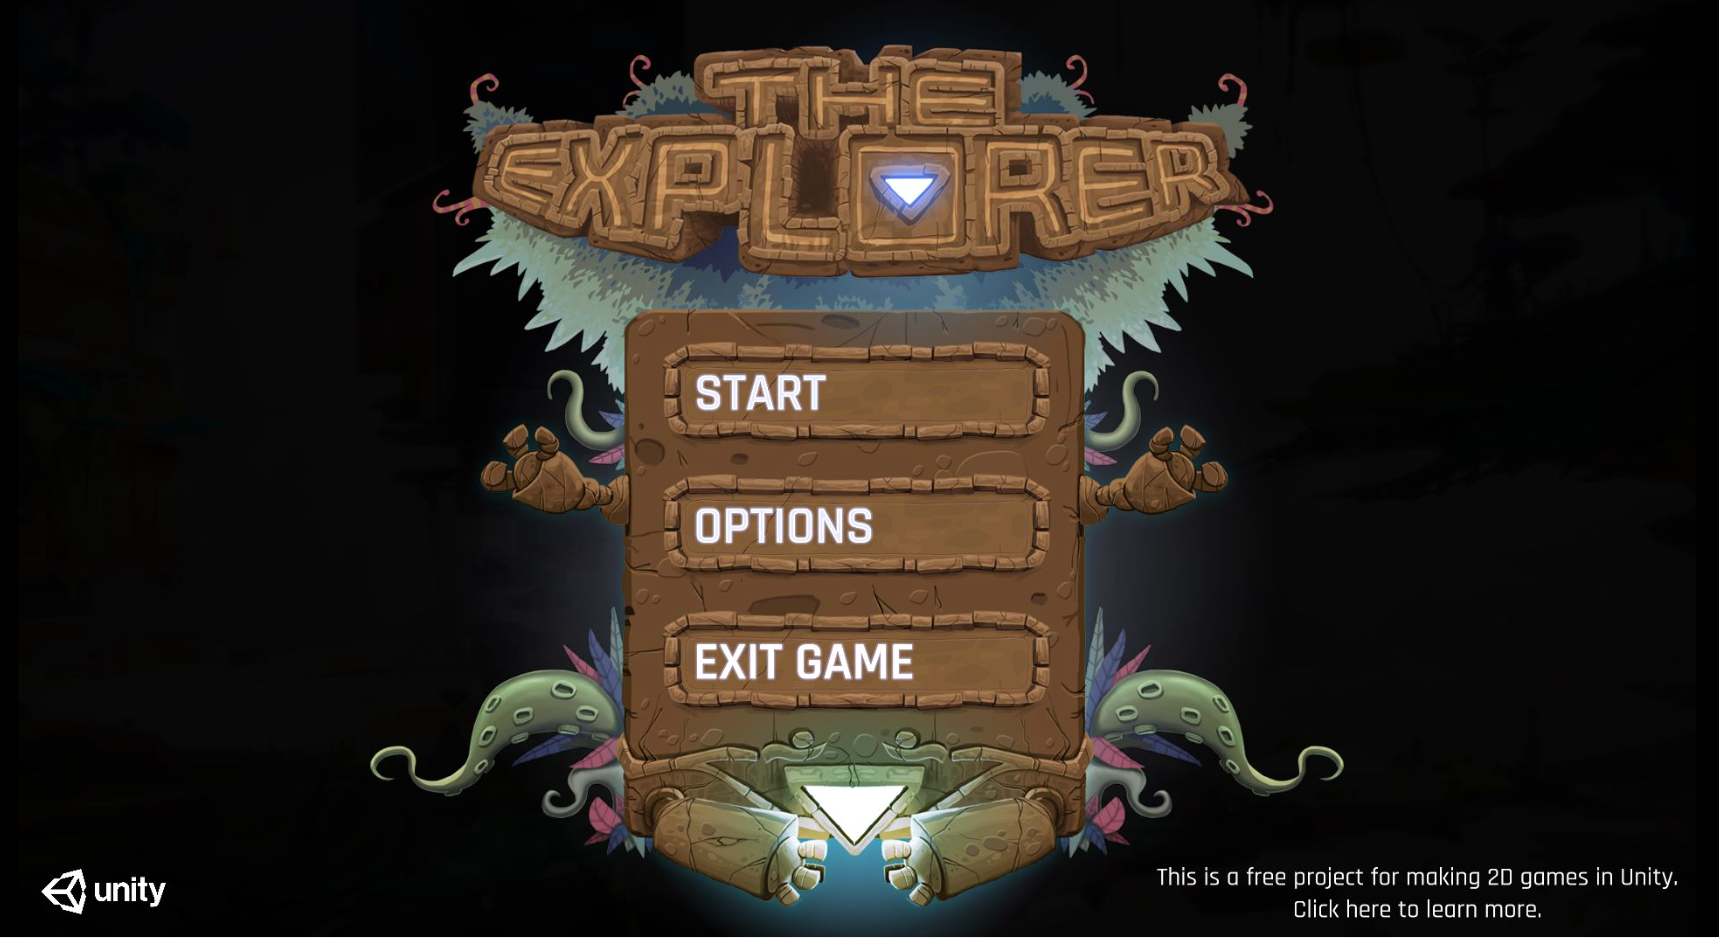 THE
EXPLORER
START
OPTIONS
EXIT GAME
unity
This is a free project for making 2D games in Unity.
Click here to learn more.